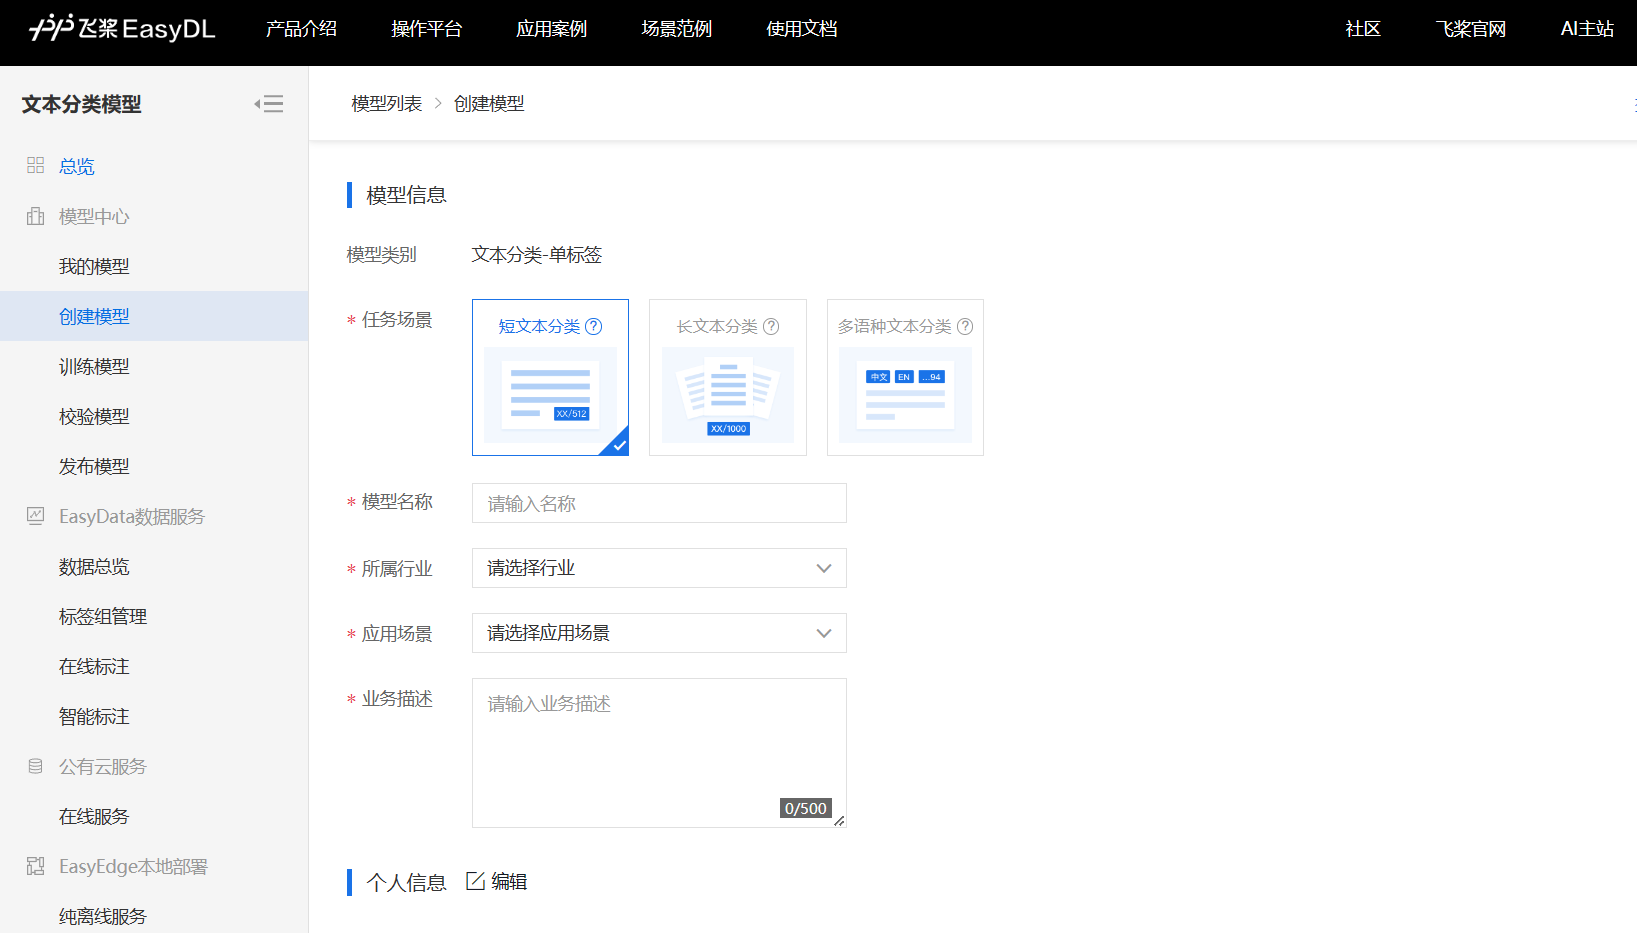 飞桨EasyDL 产品介绍 操作平台 应用案例 场景范例 使用文档 社区 飞桨官网 AI主站
文本分类模型
总览
模型中心
我的模型
创建模型
训练模型
校验模型
发布模型
EasyData数据服务
数据总览
标签组管理
在线标注
智能标注
公有云服务
在线服务
EasyEdge本地部署
纯离线服务
模型列表 > 创建模型
模型信息
模型类别 文本分类-单标签
* 任务场景
短文本分类 ?
XX/512
长文本分类 ?
XX/1000
多语种文本分类 ?
中文 EN ...94
* 模型名称 请输入名称
* 所属行业 请选择行业
* 应用场景 请选择应用场景
* 业务描述 请输入业务描述
0/500
个人信息 编辑